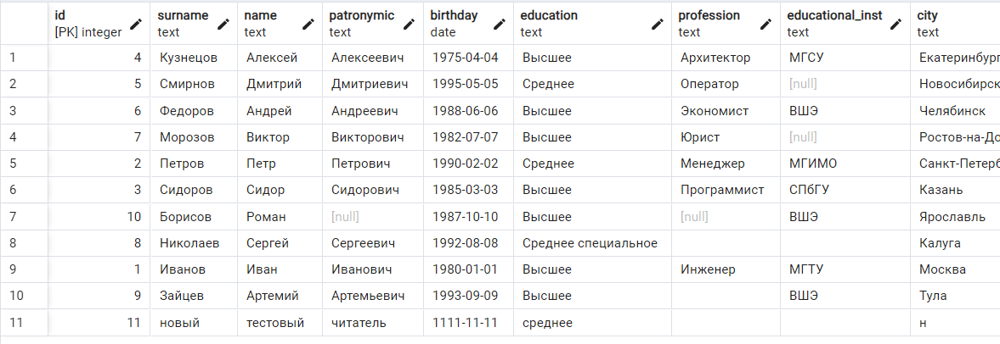 id surname name patronymic birthday education profession educational_inst city
[PK] integer text text text date text text text text
1 4 Кузнецов Алексей Алексеевич 1975-04-04 Высшее Архитектор МГСУ Екатеринбург
2 5 Смирнов Дмитрий Дмитриевич 1995-05-05 Среднее Оператор [null] Новосибирск
3 6 Федоров Андрей Андреевич 1988-06-06 Высшее Экономист ВШЭ Челябинск
4 7 Морозов Виктор Викторович 1982-07-07 Высшее Юрист [null] Ростов-на-До
5 2 Петров Петр Петрович 1990-02-02 Среднее Менеджер МГИМО Санкт-Петерб
6 3 Сидоров Сидор Сидорович 1985-03-03 Высшее Программист СПбГУ Казань
7 10 Борисов Роман [null] 1987-10-10 Высшее [null] ВШЭ Ярославль
8 8 Николаев Сергей Сергеевич 1992-08-08 Среднее специальное Калуга
9 1 Иванов Иван Иванович 1980-01-01 Высшее Инженер МГТУ Москва
10 9 Зайцев Артемий Артемьевич 1993-09-09 Высшее ВШЭ Тула
11 11 новый тестовый читатель 1111-11-11 среднее н